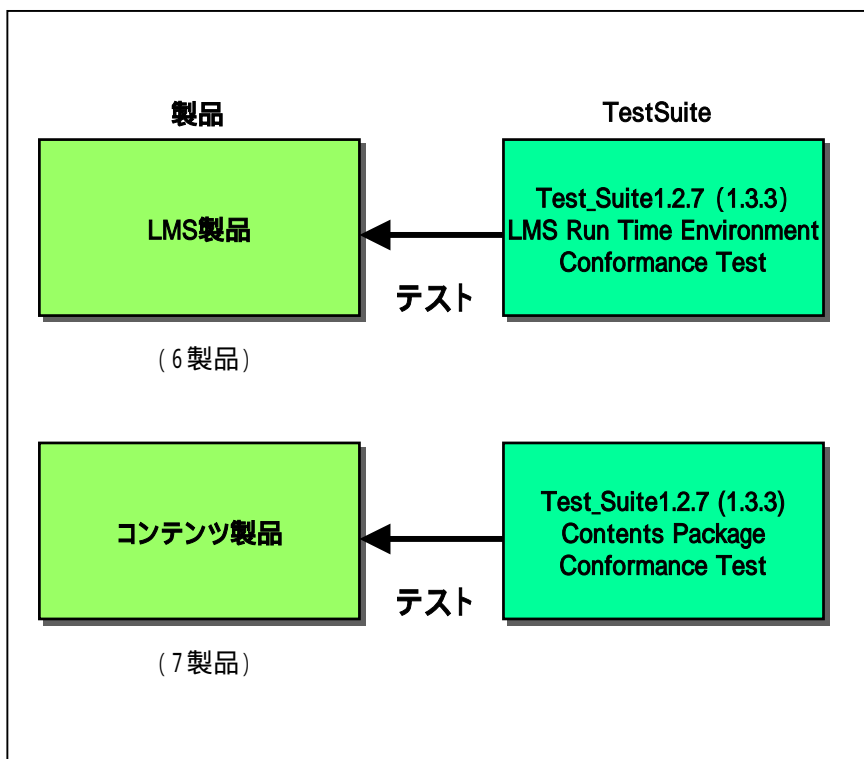 製品
TestSuite
LMS製品
Test_Suite1.2.7 (1.3.3)
LMS Run Time Environment
Conformance Test
テスト
(6製品)
コンテンツ製品
Test_Suite1.2.7 (1.3.3)
Contents Package
Conformance Test
テスト
(7製品)